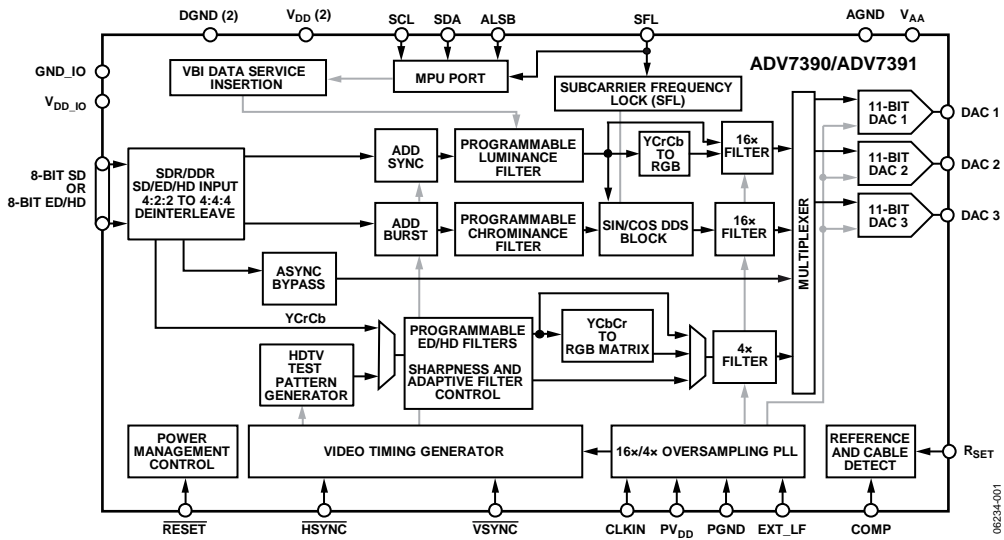 DGND (2)
VDD (2)
SCL
SDA
ALSB
SFL
AGND
VAA
GND_IO
VDD_IO
VBI DATA SERVICE
INSERTION
MPU PORT
SUBCARRIER FREQUENCY
LOCK (SFL)
ADV7390/ADV7391
11-BIT
DAC 1
DAC 1
11-BIT
DAC 2
DAC 2
11-BIT
DAC 3
DAC 3
8-BIT SD
OR
8-BIT ED/HD
SDR/DDR
SD/ED/HD INPUT
4:2:2 TO 4:4:4
DEINTERLEAVE
ADD
SYNC
PROGRAMMABLE
LUMINANCE
FILTER
YCrCb
TO
RGB
16×
FILTER
ADD
BURST
PROGRAMMABLE
CHROMINANCE
FILTER
SIN/COS DDS
BLOCK
16×
FILTER
MULTIPLEXER
ASYNC
BYPASS
YCrCb
HDTV
TEST
PATTERN
GENERATOR
PROGRAMMABLE
ED/HD FILTERS
SHARPNESS AND
ADAPTIVE FILTER
CONTROL
YCbCr
TO
RGB MATRIX
4×
FILTER
POWER
MANAGEMENT
CONTROL
VIDEO TIMING GENERATOR
16×/4× OVERSAMPLING PLL
REFERENCE
AND CABLE
DETECT
RSET
RESET
HSYNC
VSYNC
CLKIN
PVDD
PGND
EXT_LF
COMP
06234-001